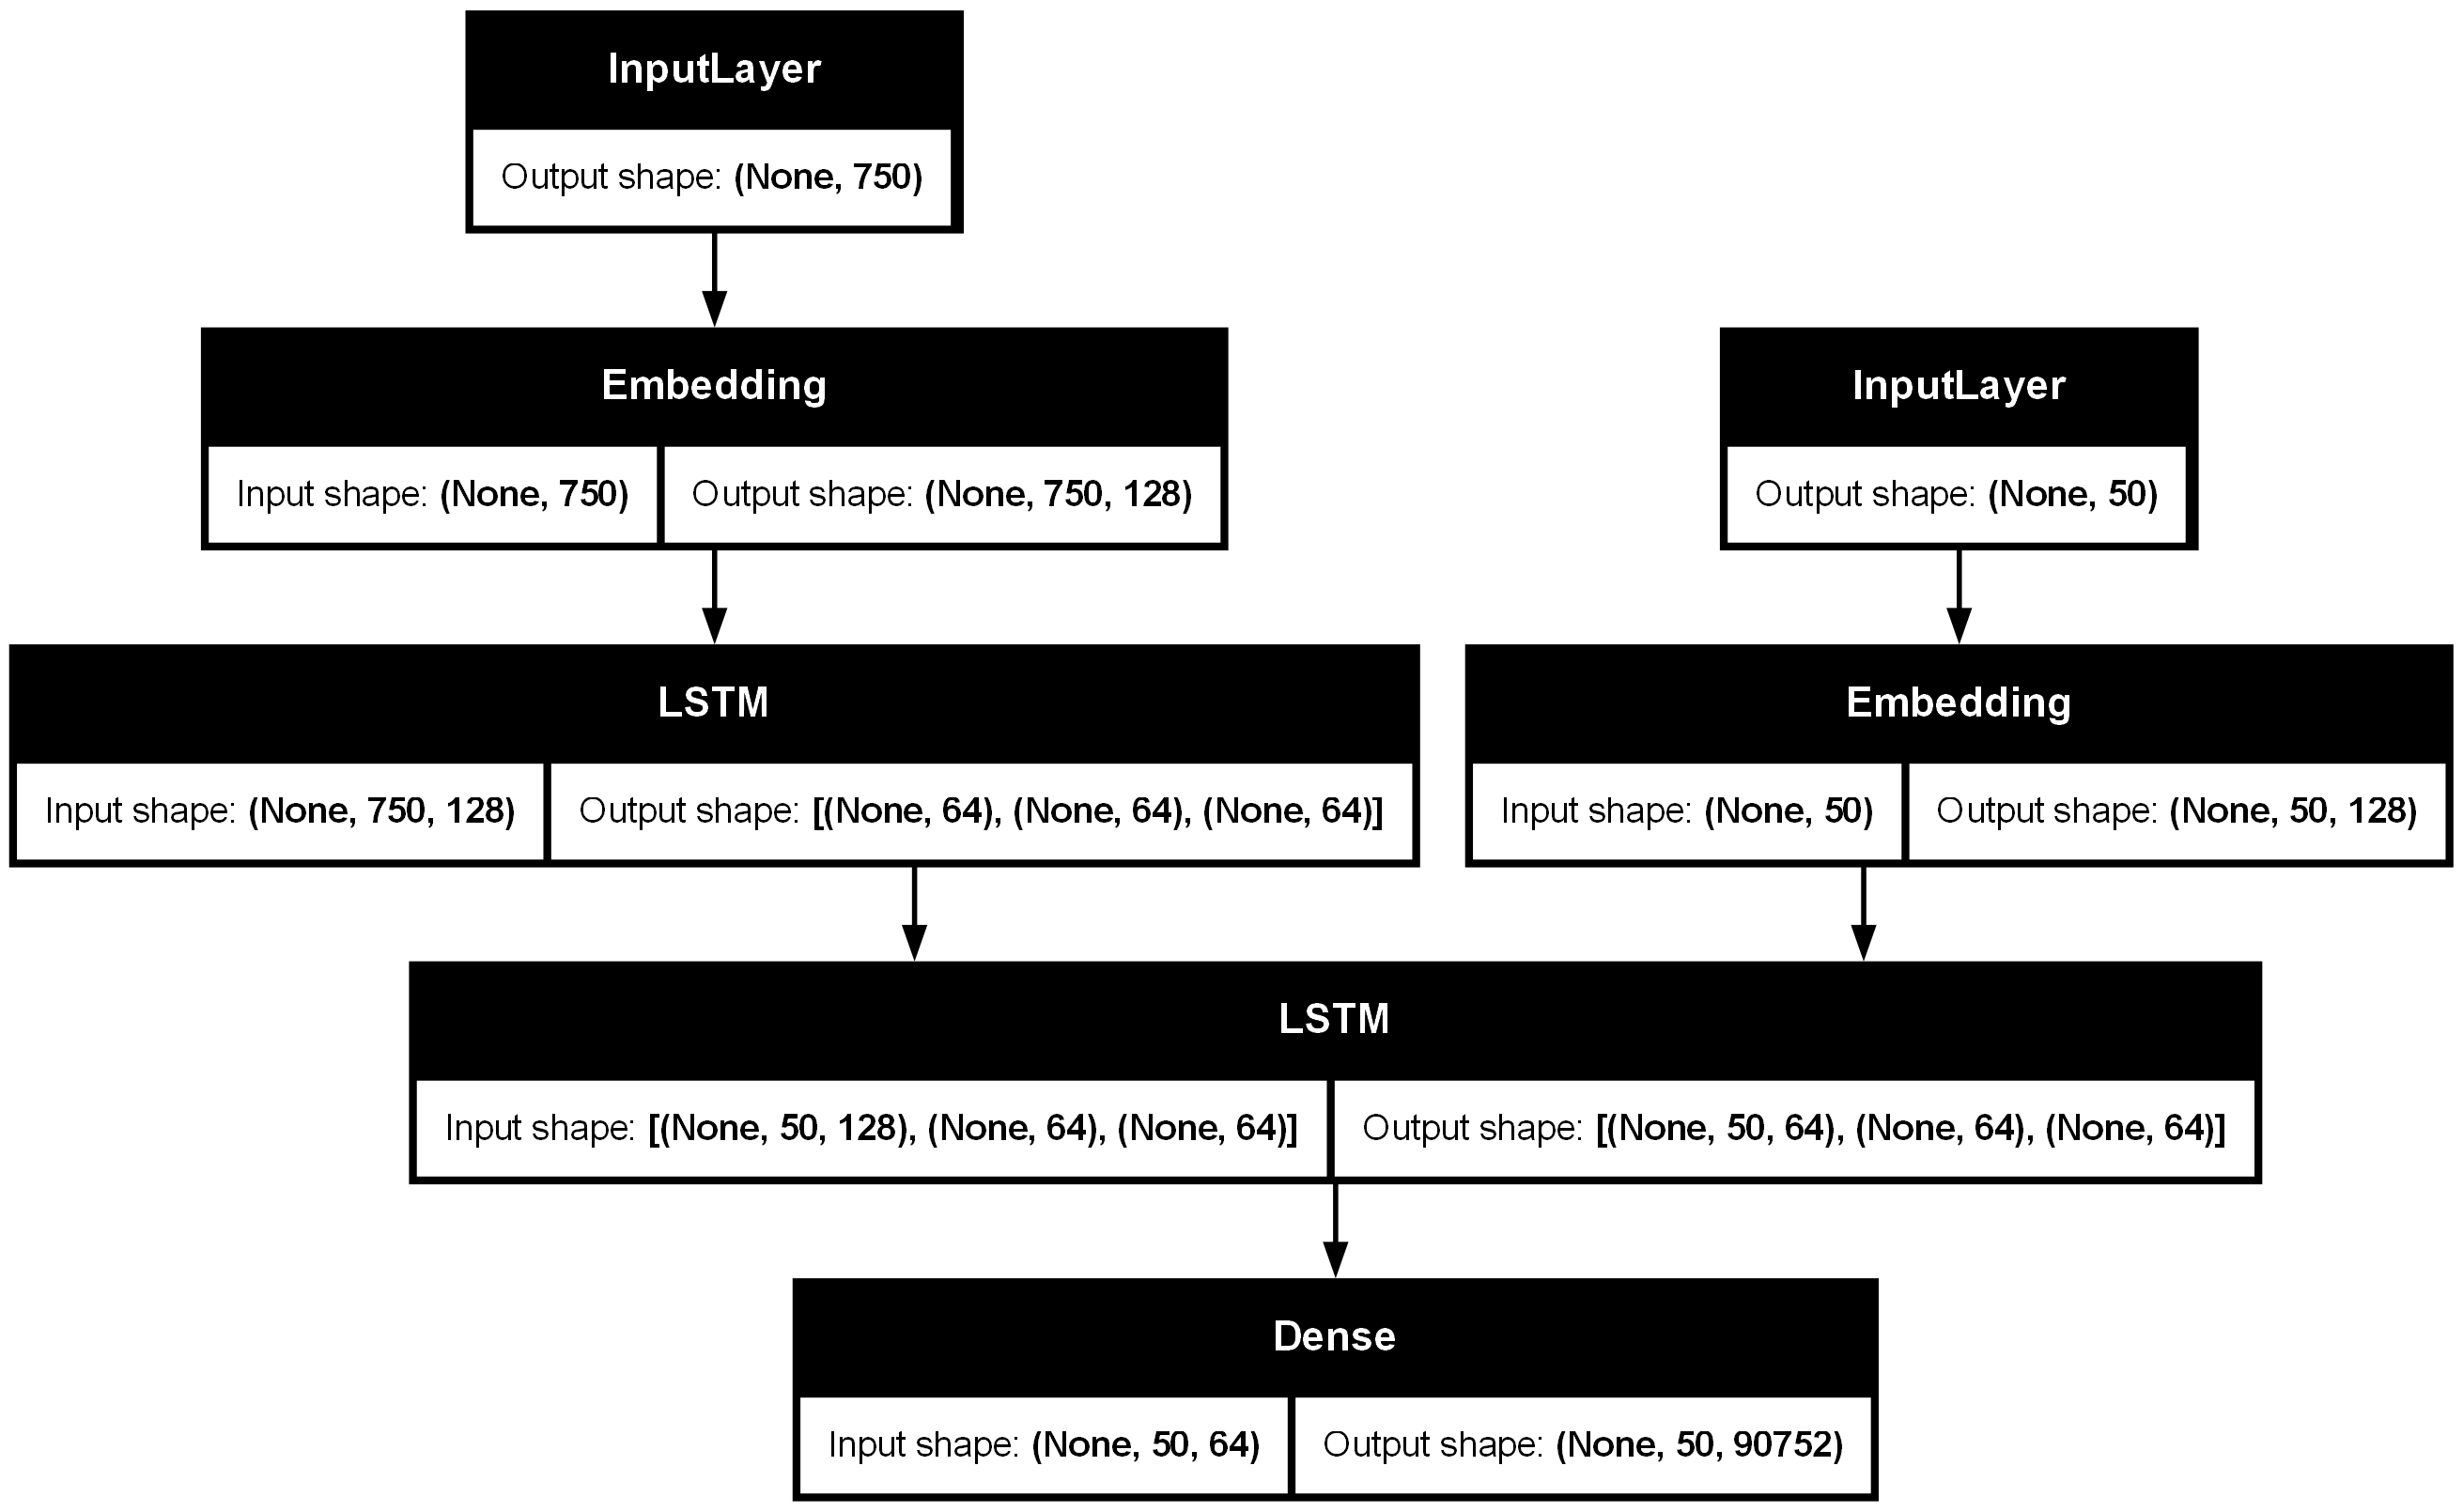 InputLayer
Output shape: (None, 750)
Embedding
Input shape: (None, 750) Output shape: (None, 750, 128)
InputLayer
Output shape: (None, 50)
LSTM
Input shape: (None, 750, 128) Output shape: [(None, 64), (None, 64), (None, 64)]
Embedding
Input shape: (None, 50) Output shape: (None, 50, 128)
LSTM
Input shape: [(None, 50, 128), (None, 64), (None, 64)] Output shape: [(None, 50, 64), (None, 64), (None, 64)]
Dense
Input shape: (None, 50, 64) Output shape: (None, 50, 90752)